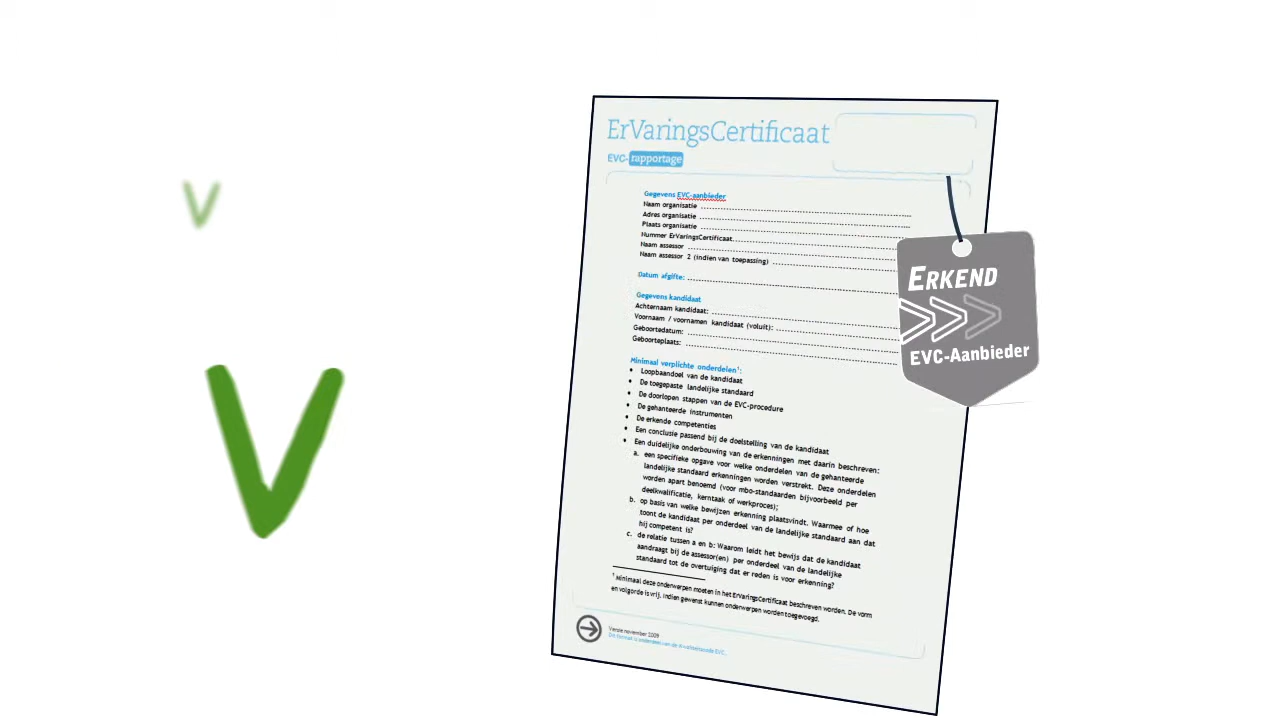 V
V
ErVaringsCertificaat
EVC-rapportage
Gegevens EVC-aanbieder
Naam organisatie
Adres organisatie
Plaats organisatie
Nummer ErVaringsCertificaat
Naam assessor
Naam assessor 2 (indien van toepassing)
Datum afgifte:
Gegevens kandidaat
Achternaam kandidaat:
Voornaam / voornamen kandidaat (voluit):
Geboortedatum:
Geboorteplaats:
ERKEND
EVC-Aanbieder
Minimaal verplichte onderdelen¹:
• Loopbaandoel van de kandidaat
• De toegepaste landelijke standaard
• De doorlopen stappen van de EVC-procedure
• De gehanteerde instrumenten
• De erkende competenties
• Een conclusie passend bij de doelstelling van de kandidaat
• Een duidelijke onderbouwing van de erkenningen met daarin beschreven:
a. een specifieke opgave voor welke onderdelen van de gehanteerde
landelijke standaard erkenningen worden verstrekt. Deze onderdelen
worden apart benoemd (voor mbo-standaarden bijvoorbeeld per
deelkwalificatie, kerntaak of werkproces);
b. op basis van welke bewijzen erkenning plaatsvindt. Waarmee of hoe
toont de kandidaat per onderdeel van de landelijke standaard aan dat
hij competent is?
c. de relatie tussen a en b: Waarom leidt het bewijs dat de kandidaat
aandraagt bij de assessor(en) per onderdeel van de landelijke
standaard tot de overtuiging dat er reden is voor erkenning?
¹ Minimaal deze onderwerpen moeten in het ErVaringsCertificaat beschreven worden. De vorm
en volgorde is vrij. Indien gewenst kunnen onderwerpen worden toegevoegd.
Versie november 2009
Dit format is onderdeel van de Kwaliteitscode EVC.